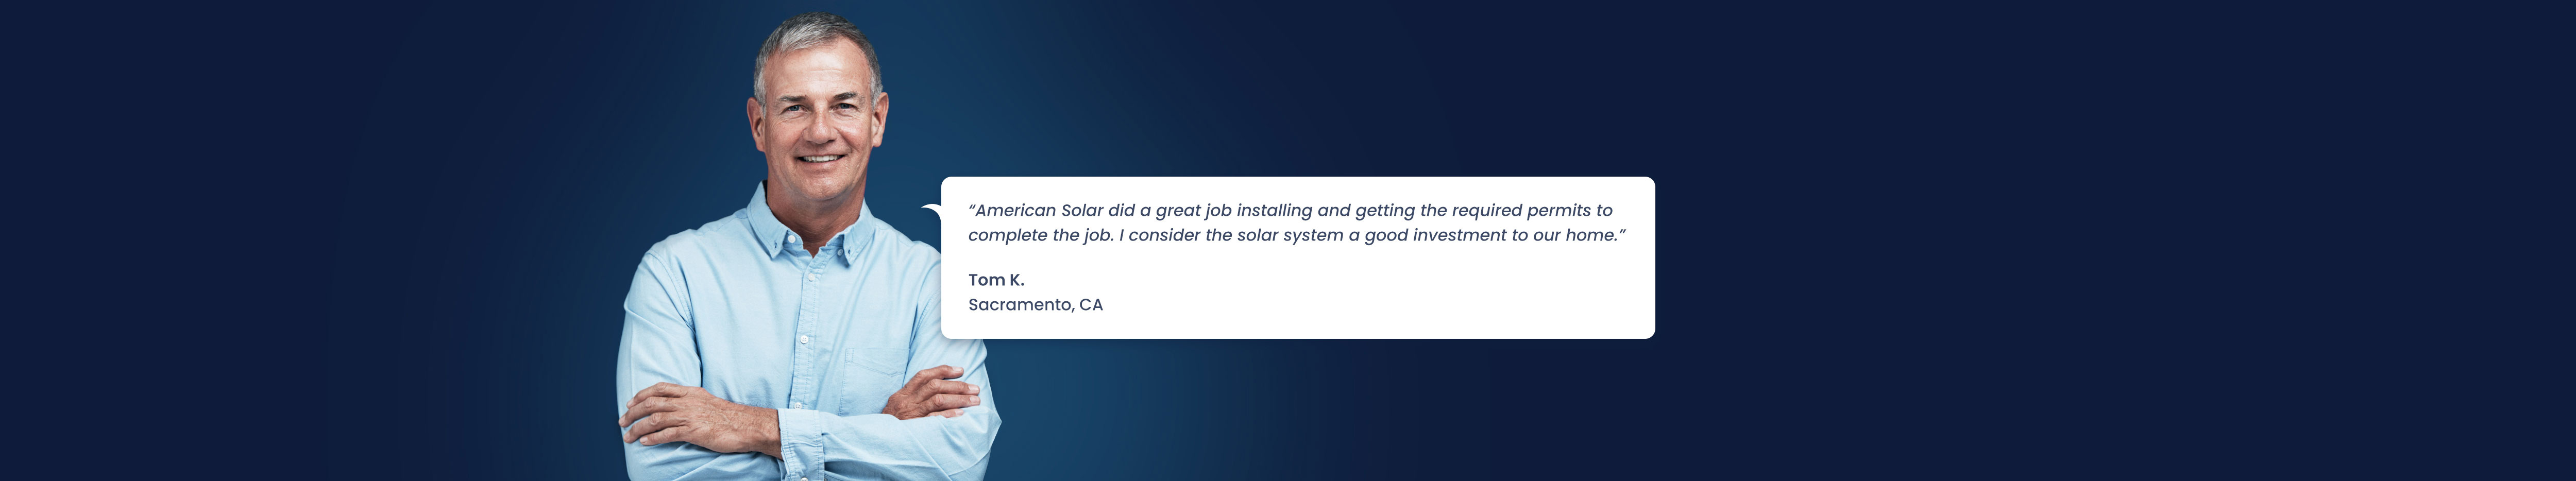 “American Solar did a great job installing and getting the required permits to
complete the job. I consider the solar system a good investment to our home.”
Tom K.
Sacramento, CA